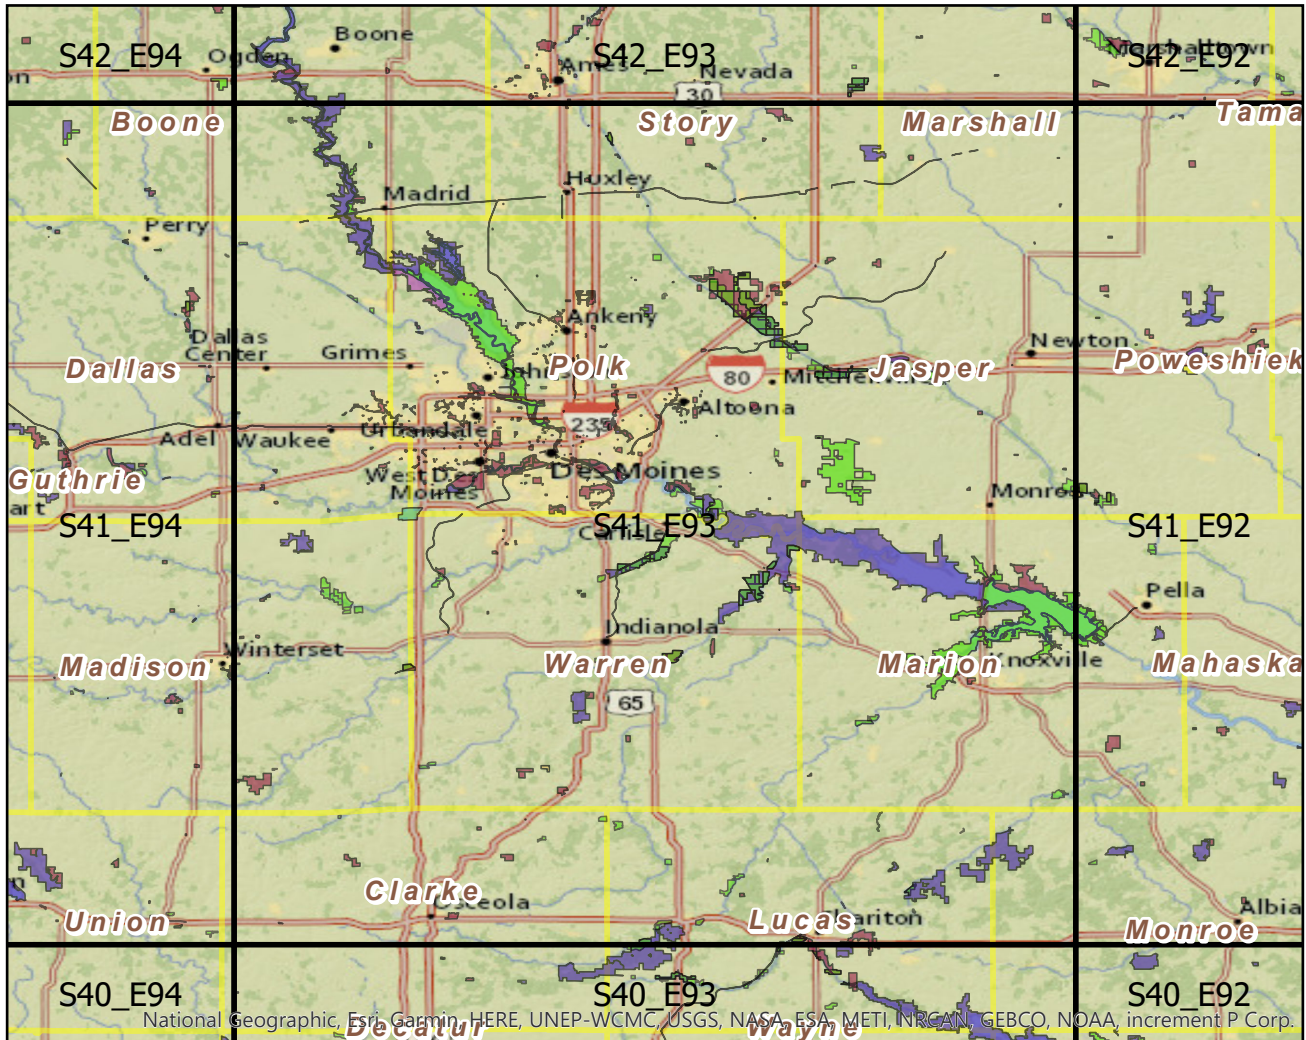 Boone
S42_E94
Ogden
S42_E93
Ames
Nevada
S42_E92
Marshalltown
on
30
Boone
Story
Marshall
Tama
Huxley
Madrid
Perry
Ankeny
Dallas
Center
Grimes
Newton
Dallas
Polk
Jasper
Poweshiek
80
Altoona
235
Adel
Waukee
Urbandale
Des Moines
West Des
Moines
Guthrie
Monroe
art
S41_E94
S41_E93
S41_E92
Carlisle
Pella
Indianola
Winterset
Madison
Warren
Marion
Knoxville
Mahaska
65
Clarke
Osceola
Union
Lucas
Chariton
Albia
Monroe
S40_E94
S40_E93
S40_E92
National Geographic, Esri, Garmin, HERE, UNEP-WCMC, USGS, NASA, ESA, METI, NRCAN, GEBCO, NOAA, increment P Corp.
Decatur
Wayne